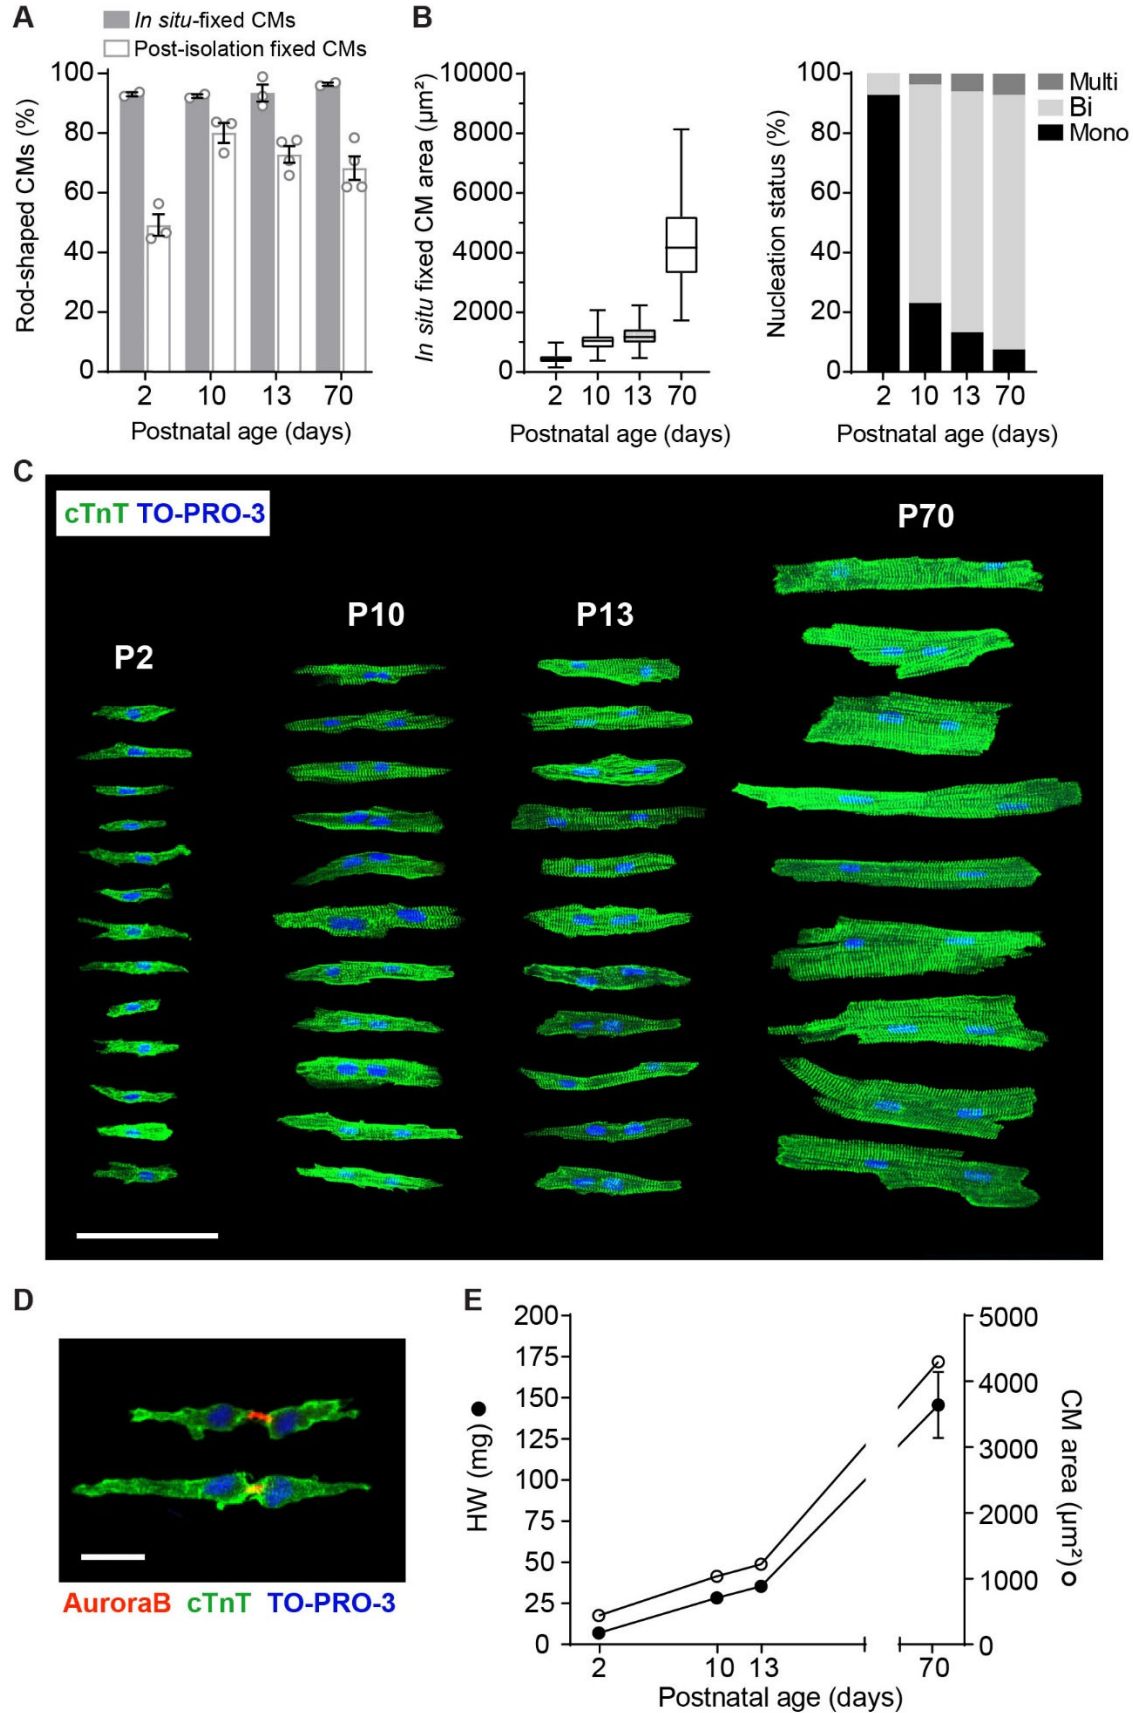 A
In situ-fixed CMs
Post-isolation fixed CMs
Rod-shaped CMs (%)
100
80
60
40
20
0
2 10 13 70
Postnatal age (days)
B
In situ fixed CM area (µm²)
10000
8000
6000
4000
2000
0
2 10 13 70
Postnatal age (days)
Nucleation status (%)
100
80
60
40
20
0
2 10 13 70
Postnatal age (days)
Multi
Bi
Mono
C
cTnT TO-PRO-3
P2
P10
P13
P70
D
AuroraB cTnT TO-PRO-3
E
HW (mg)
200
175
150
125
100
75
50
25
0
2 10 13 70
Postnatal age (days)
5000
4000
3000
2000
1000
0
CM area (µm²)